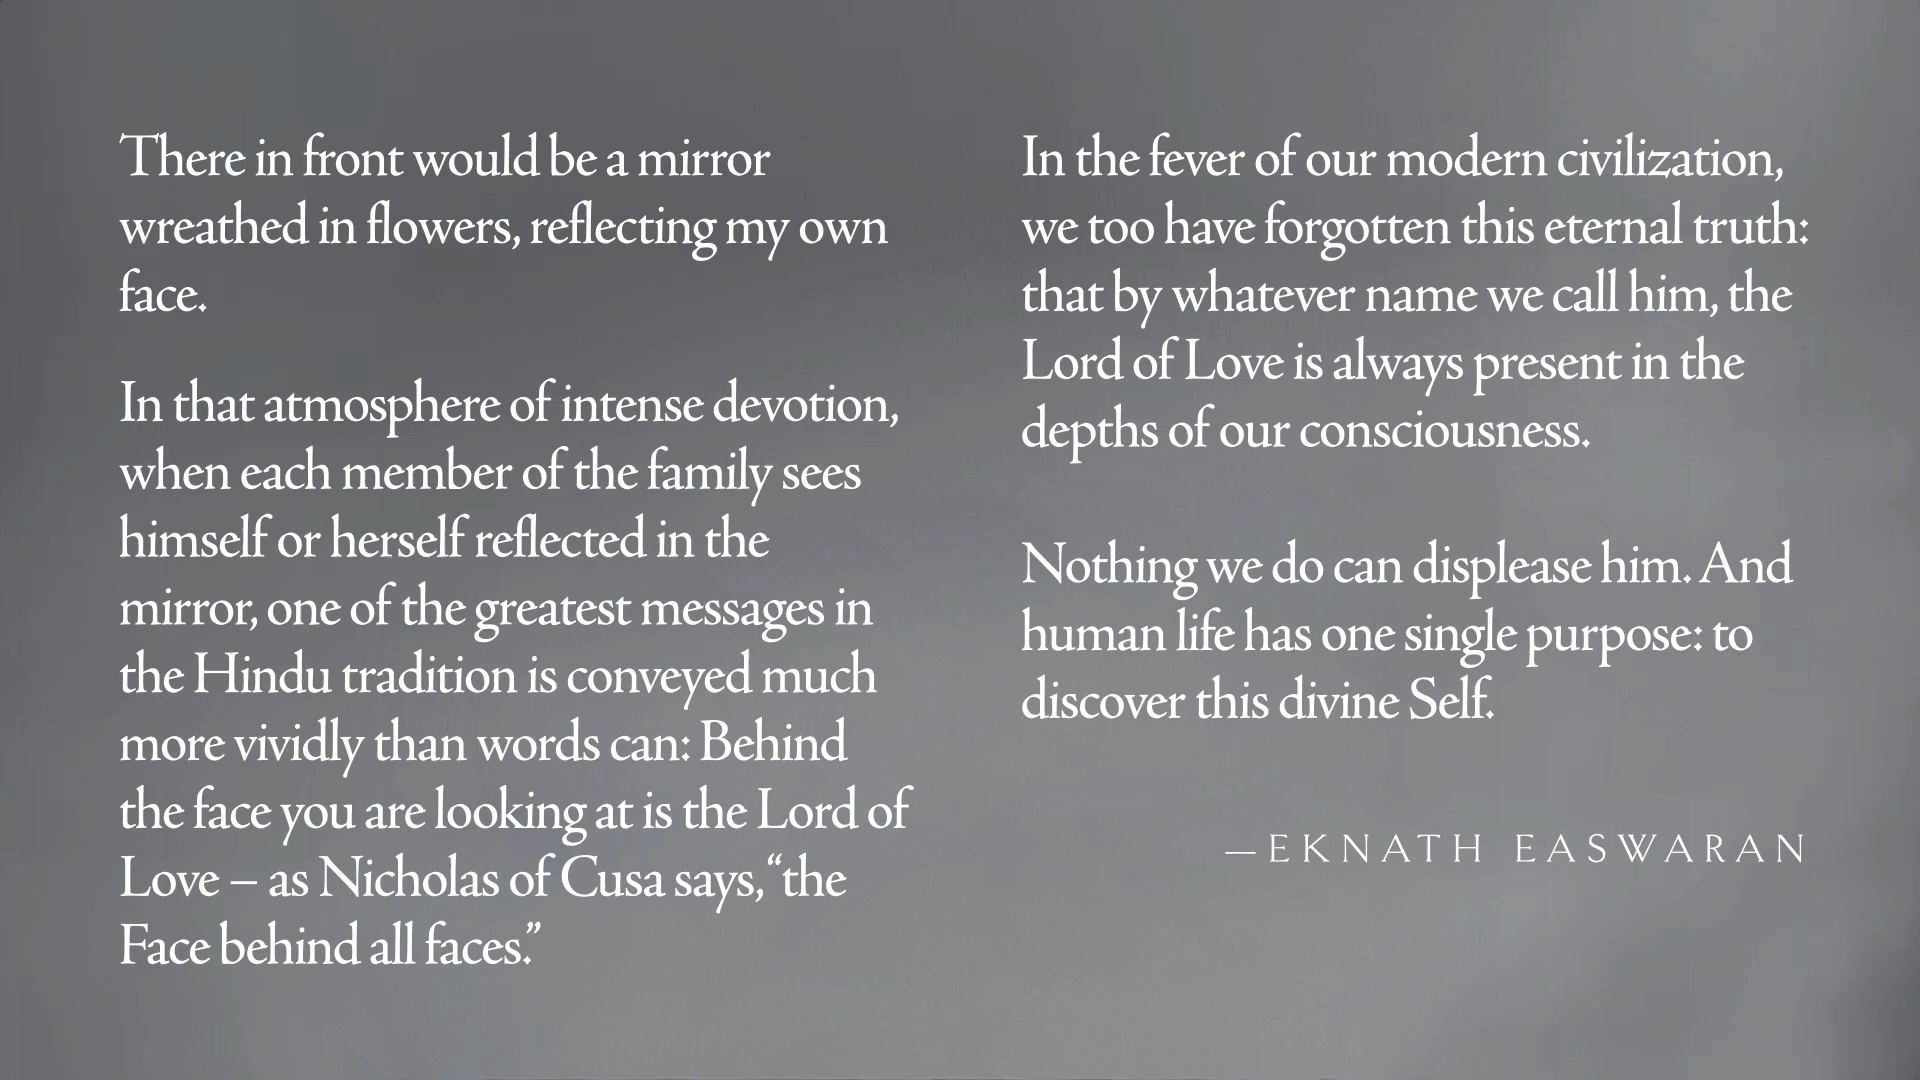 There in front would be a mirror
wreathed in flowers, reflecting my own
face.
In that atmosphere of intense devotion,
when each member of the family sees
himself or herself reflected in the
mirror, one of the greatest messages in
the Hindu tradition is conveyed much
more vividly than words can: Behind
the face you are looking at is the Lord of
Love – as Nicholas of Cusa says, “the
Face behind all faces.”
In the fever of our modern civilization,
we too have forgotten this eternal truth:
that by whatever name we call him, the
Lord of Love is always present in the
depths of our consciousness.
Nothing we do can displease him. And
human life has one single purpose: to
discover this divine Self.
—EKNATH EASWARAN